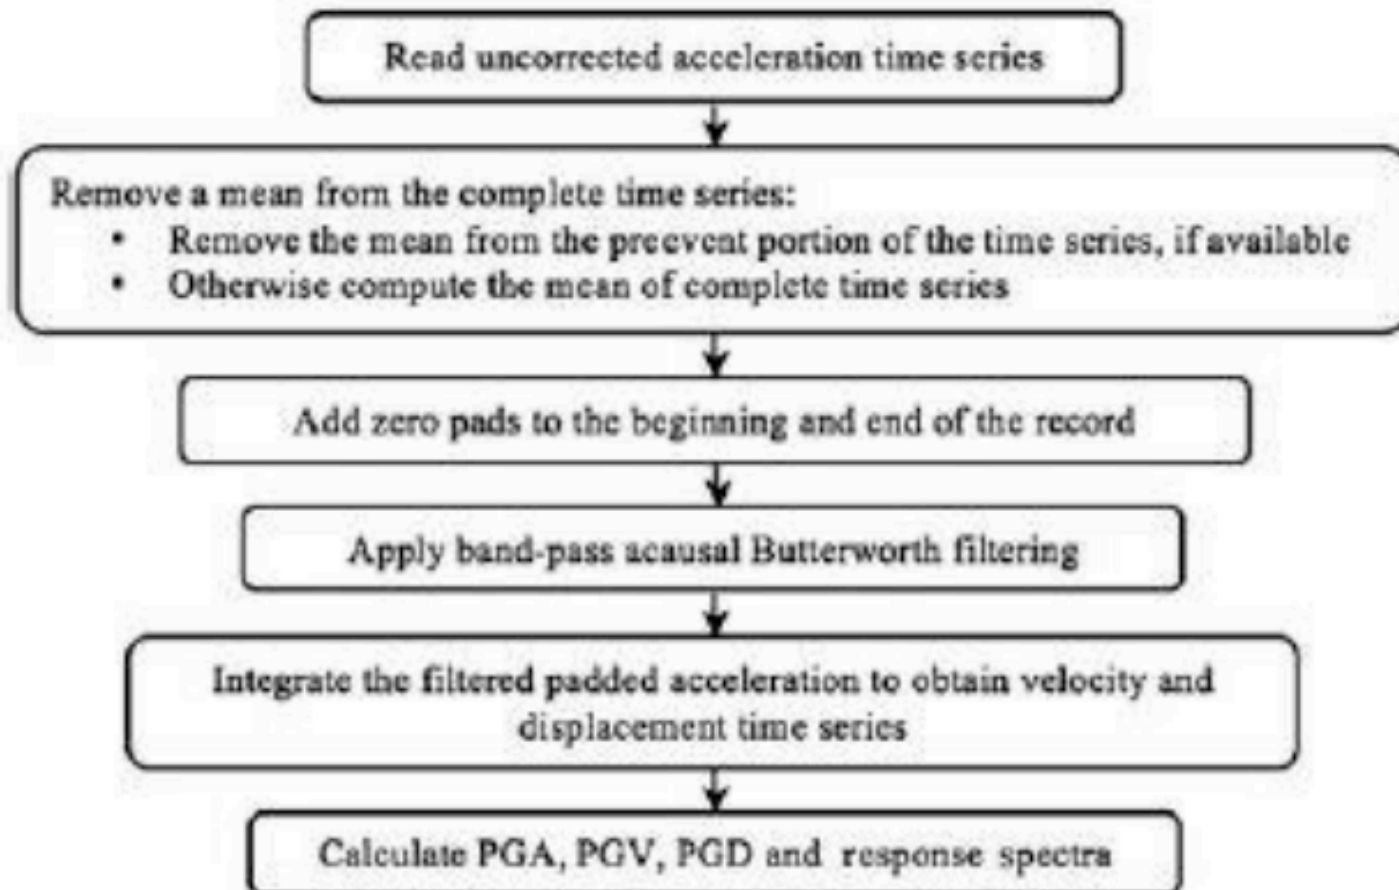 Read uncorrected acceleration time series
Remove a mean from the complete time series:
• Remove the mean from the preevent portion of the time series, if available
• Otherwise compute the mean of complete time series
Add zero pads to the beginning and end of the record
Apply band-pass acausal Butterworth filtering
Integrate the filtered padded acceleration to obtain velocity and
displacement time series
Calculate PGA, PGV, PGD and response spectra